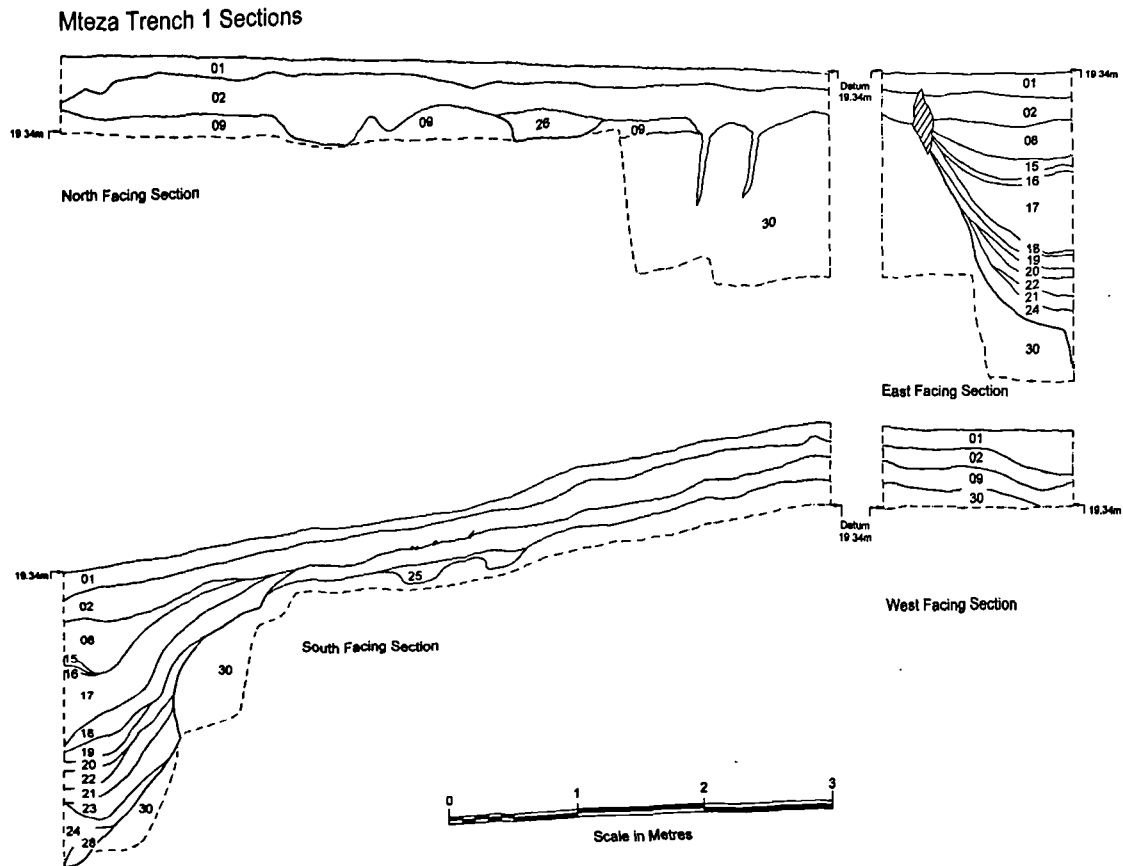 Mteza Trench 1 Sections
01
02
09
09
26
09
30
19.34m
North Facing Section
Datum
19.34m
19.34m
01
02
06
15
16
17
18
19
20
22
21
24
30
East Facing Section
19.34m
01
02
06
15
16
17
18
19
20
22
21
23
24
28
30
30
25
South Facing Section
Datum
19.34m
01
02
09
30
19.34m
West Facing Section
0 1 2 3
Scale in Metres